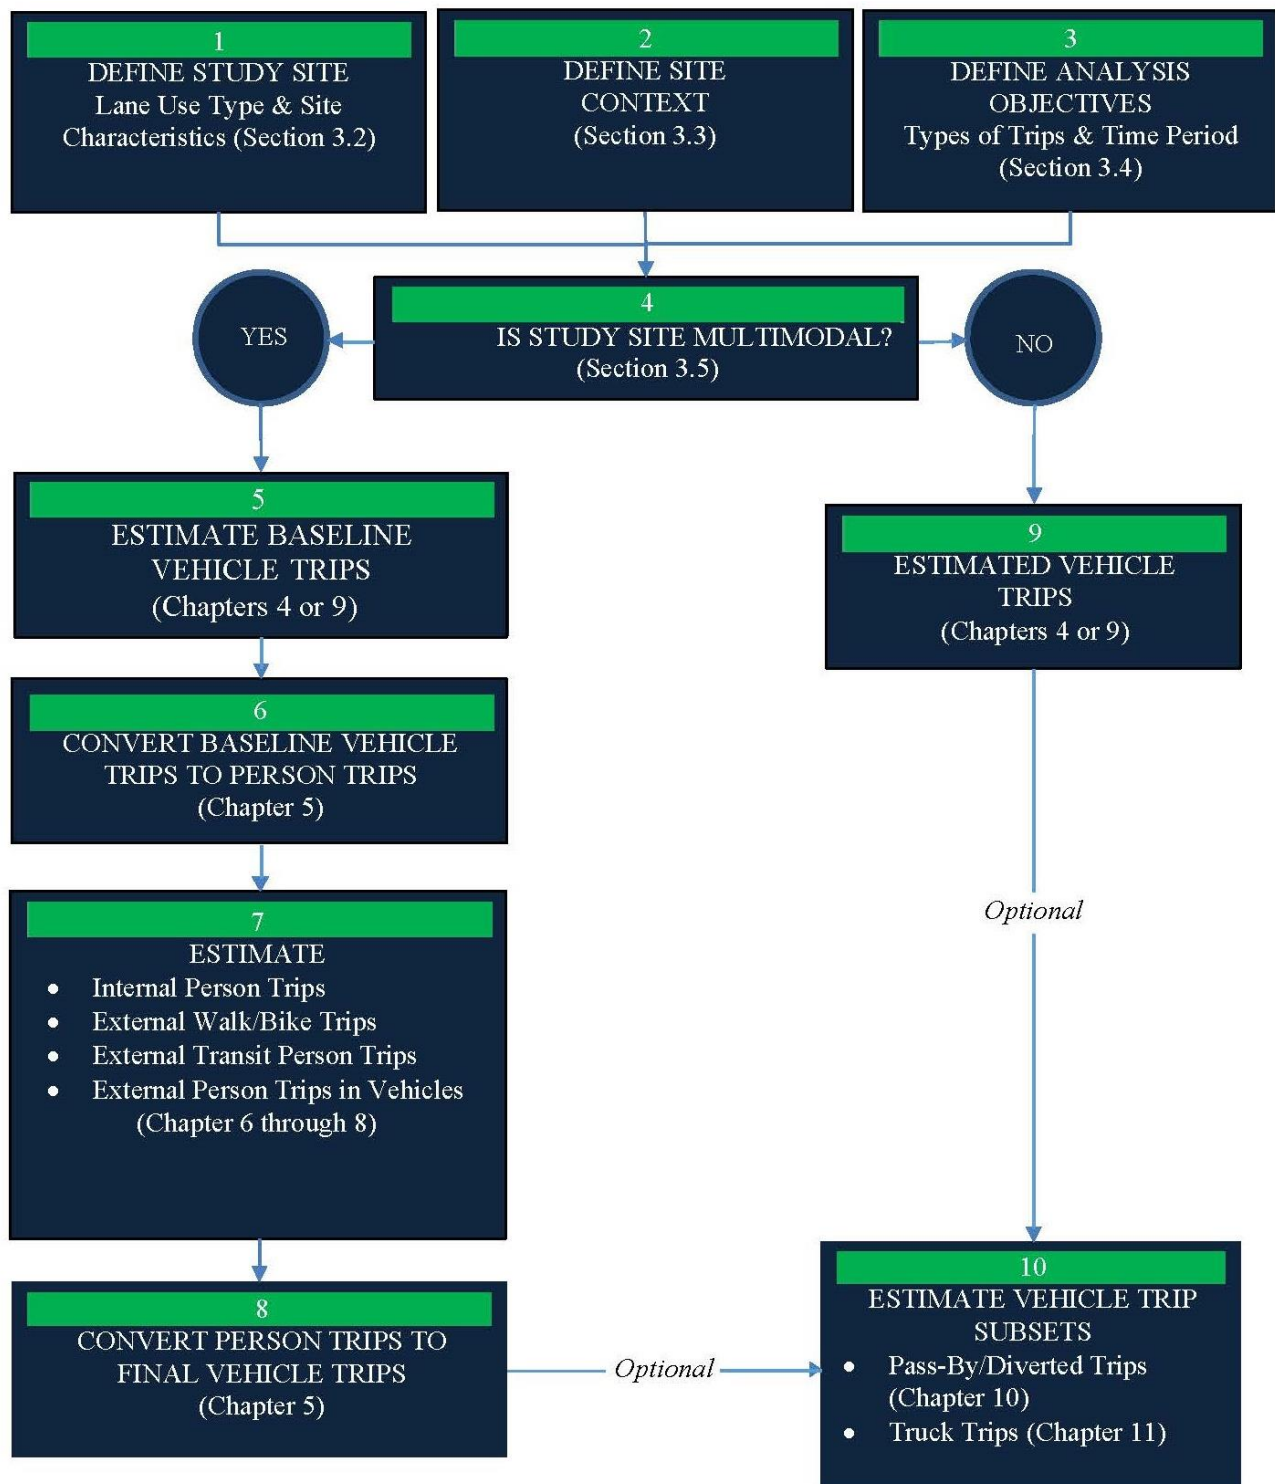 1
DEFINE STUDY SITE
Lane Use Type & Site
Characteristics (Section 3.2)
2
DEFINE SITE
CONTEXT
(Section 3.3)
3
DEFINE ANALYSIS
OBJECTIVES
Types of Trips & Time Period
(Section 3.4)
YES
4
IS STUDY SITE MULTIMODAL?
(Section 3.5)
NO
5
ESTIMATE BASELINE
VEHICLE TRIPS
(Chapters 4 or 9)
9
ESTIMATED VEHICLE
TRIPS
(Chapters 4 or 9)
6
CONVERT BASELINE VEHICLE
TRIPS TO PERSON TRIPS
(Chapter 5)
Optional
7
ESTIMATE
• Internal Person Trips
• External Walk/Bike Trips
• External Transit Person Trips
• External Person Trips in Vehicles
(Chapter 6 through 8)
8
CONVERT PERSON TRIPS TO
FINAL VEHICLE TRIPS
(Chapter 5)
Optional
10
ESTIMATE VEHICLE TRIP
SUBSETS
• Pass-By/Diverted Trips
(Chapter 10)
• Truck Trips (Chapter 11)